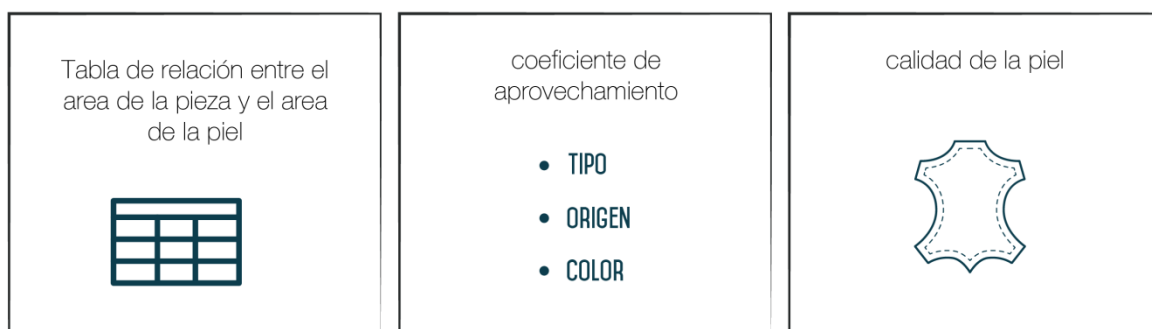 Tabla de relación entre el
area de la pieza y el area
de la piel
coeficiente de
aprovechamiento
• TIPO
• ORIGEN
• COLOR
calidad de la piel